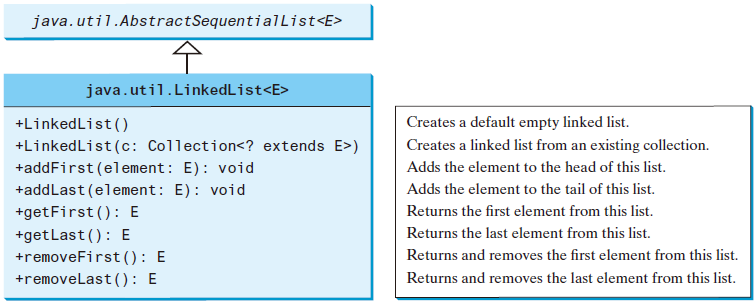 java.util.AbstractSequentialList<E>
java.util.LinkedList<E>
+LinkedList()
+LinkedList(c: Collection<? extends E>)
+addFirst(element: E): void
+addLast(element: E): void
+getFirst(): E
+getLast(): E
+removeFirst(): E
+removeLast(): E
Creates a default empty linked list.
Creates a linked list from an existing collection.
Adds the element to the head of this list.
Adds the element to the tail of this list.
Returns the first element from this list.
Returns the last element from this list.
Returns and removes the first element from this list.
Returns and removes the last element from this list.